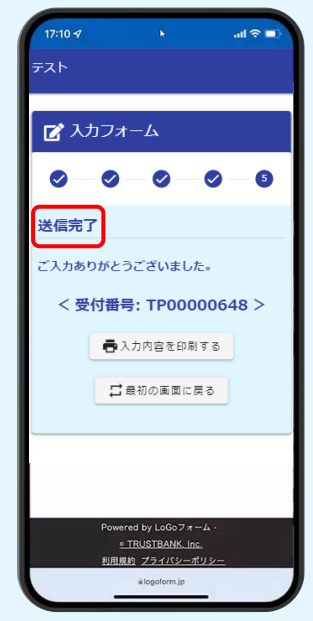 17:10
テスト
入力フォーム
5
送信完了
ご入力ありがとうございました。
＜ 受付番号: TP00000648 ＞
入力内容を印刷する
最初の画面に戻る
Powered by LoGoフォーム -
© TRUSTBANK, Inc.
利用規約 プライバシーポリシー
logoform.jp